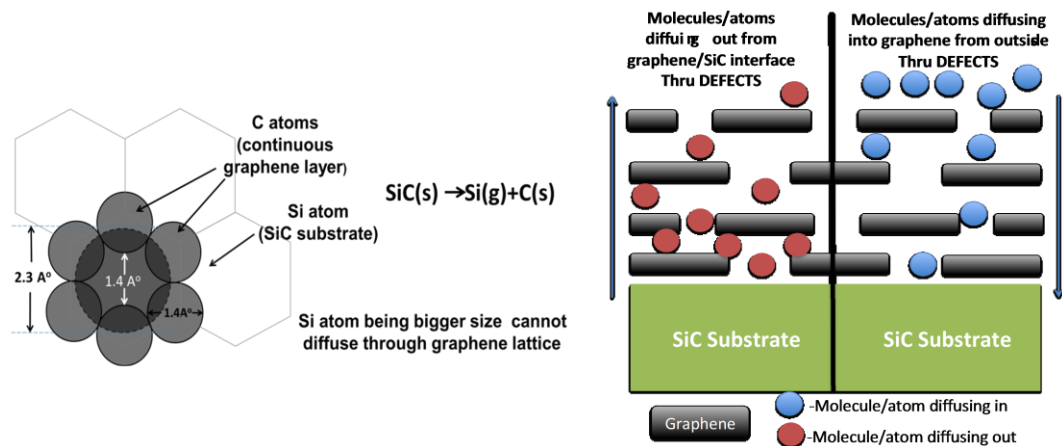 C atoms
(continuous
graphene layer)
Si atom
(SiC substrate)
2.3 Aº
1.4 Aº
1.4Aº
SiC(s) →Si(g)+C(s)
Si atom being bigger size cannot
diffuse through graphene lattice
Molecules/atoms
diffuing out from
graphene/SiC interface
Thru DEFECTS
Molecules/atoms diffusing
into graphene from outside
Thru DEFECTS
SiC Substrate
SiC Substrate
Graphene
-Molecule/atom diffusing in
-Molecule/atom diffusing out